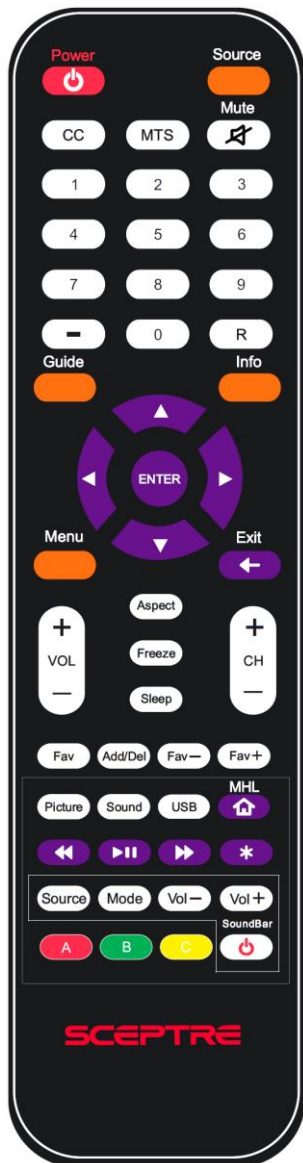 Power Source
Mute
CC MTS
1 2 3
4 5 6
7 8 9
– 0 R
Guide Info
ENTER
Menu Exit
Aspect
+ +
VOL Freeze CH
— —
Sleep
Fav Add/Del Fav– Fav+
MHL
Picture Sound USB
*
Source Mode Vol– Vol+
SoundBar
A B C
SCEPTRE